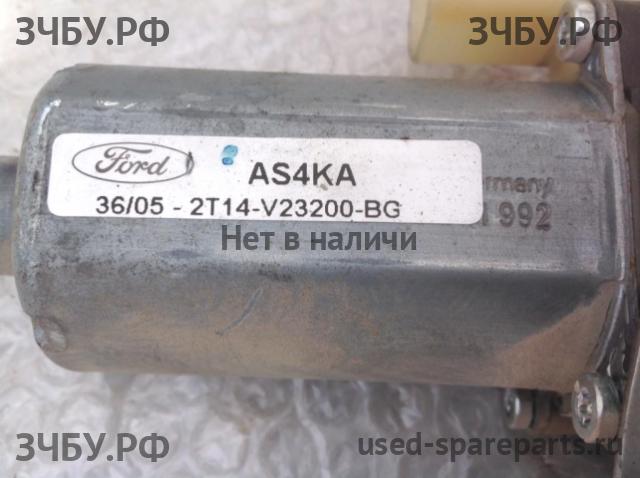 ЗЧБУ.РФ
ЗЧБУ.РФ
Ford
AS4KA
36/05 - 2T14-V23200-BG
992
Нет в наличи
ЗЧБУ.РФ
used-spareparts.ru